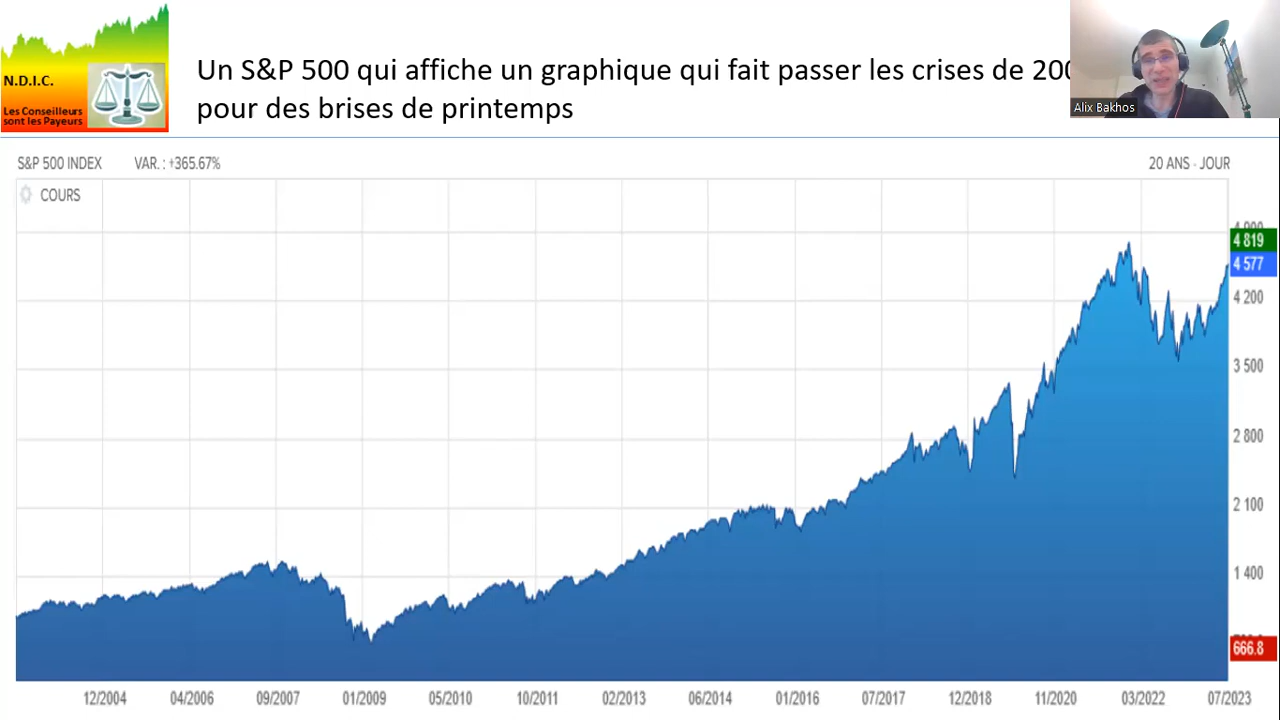 N.D.I.C.
Les Conseilleurs
sont les Payeurs
Un S&P 500 qui affiche un graphique qui fait passer les crises de
pour des brises de printemps
Alix Bakhos
S&P 500 INDEX VAR. : +365.67% 20 ANS - JOUR
COURS
4 819
4 577
4 200
3 500
2 800
2 100
1 400
666.8
12/2004 04/2006 09/2007 01/2009 05/2010 10/2011 02/2013 06/2014 01/2016 07/2017 12/2018 11/2020 03/2022 07/2023